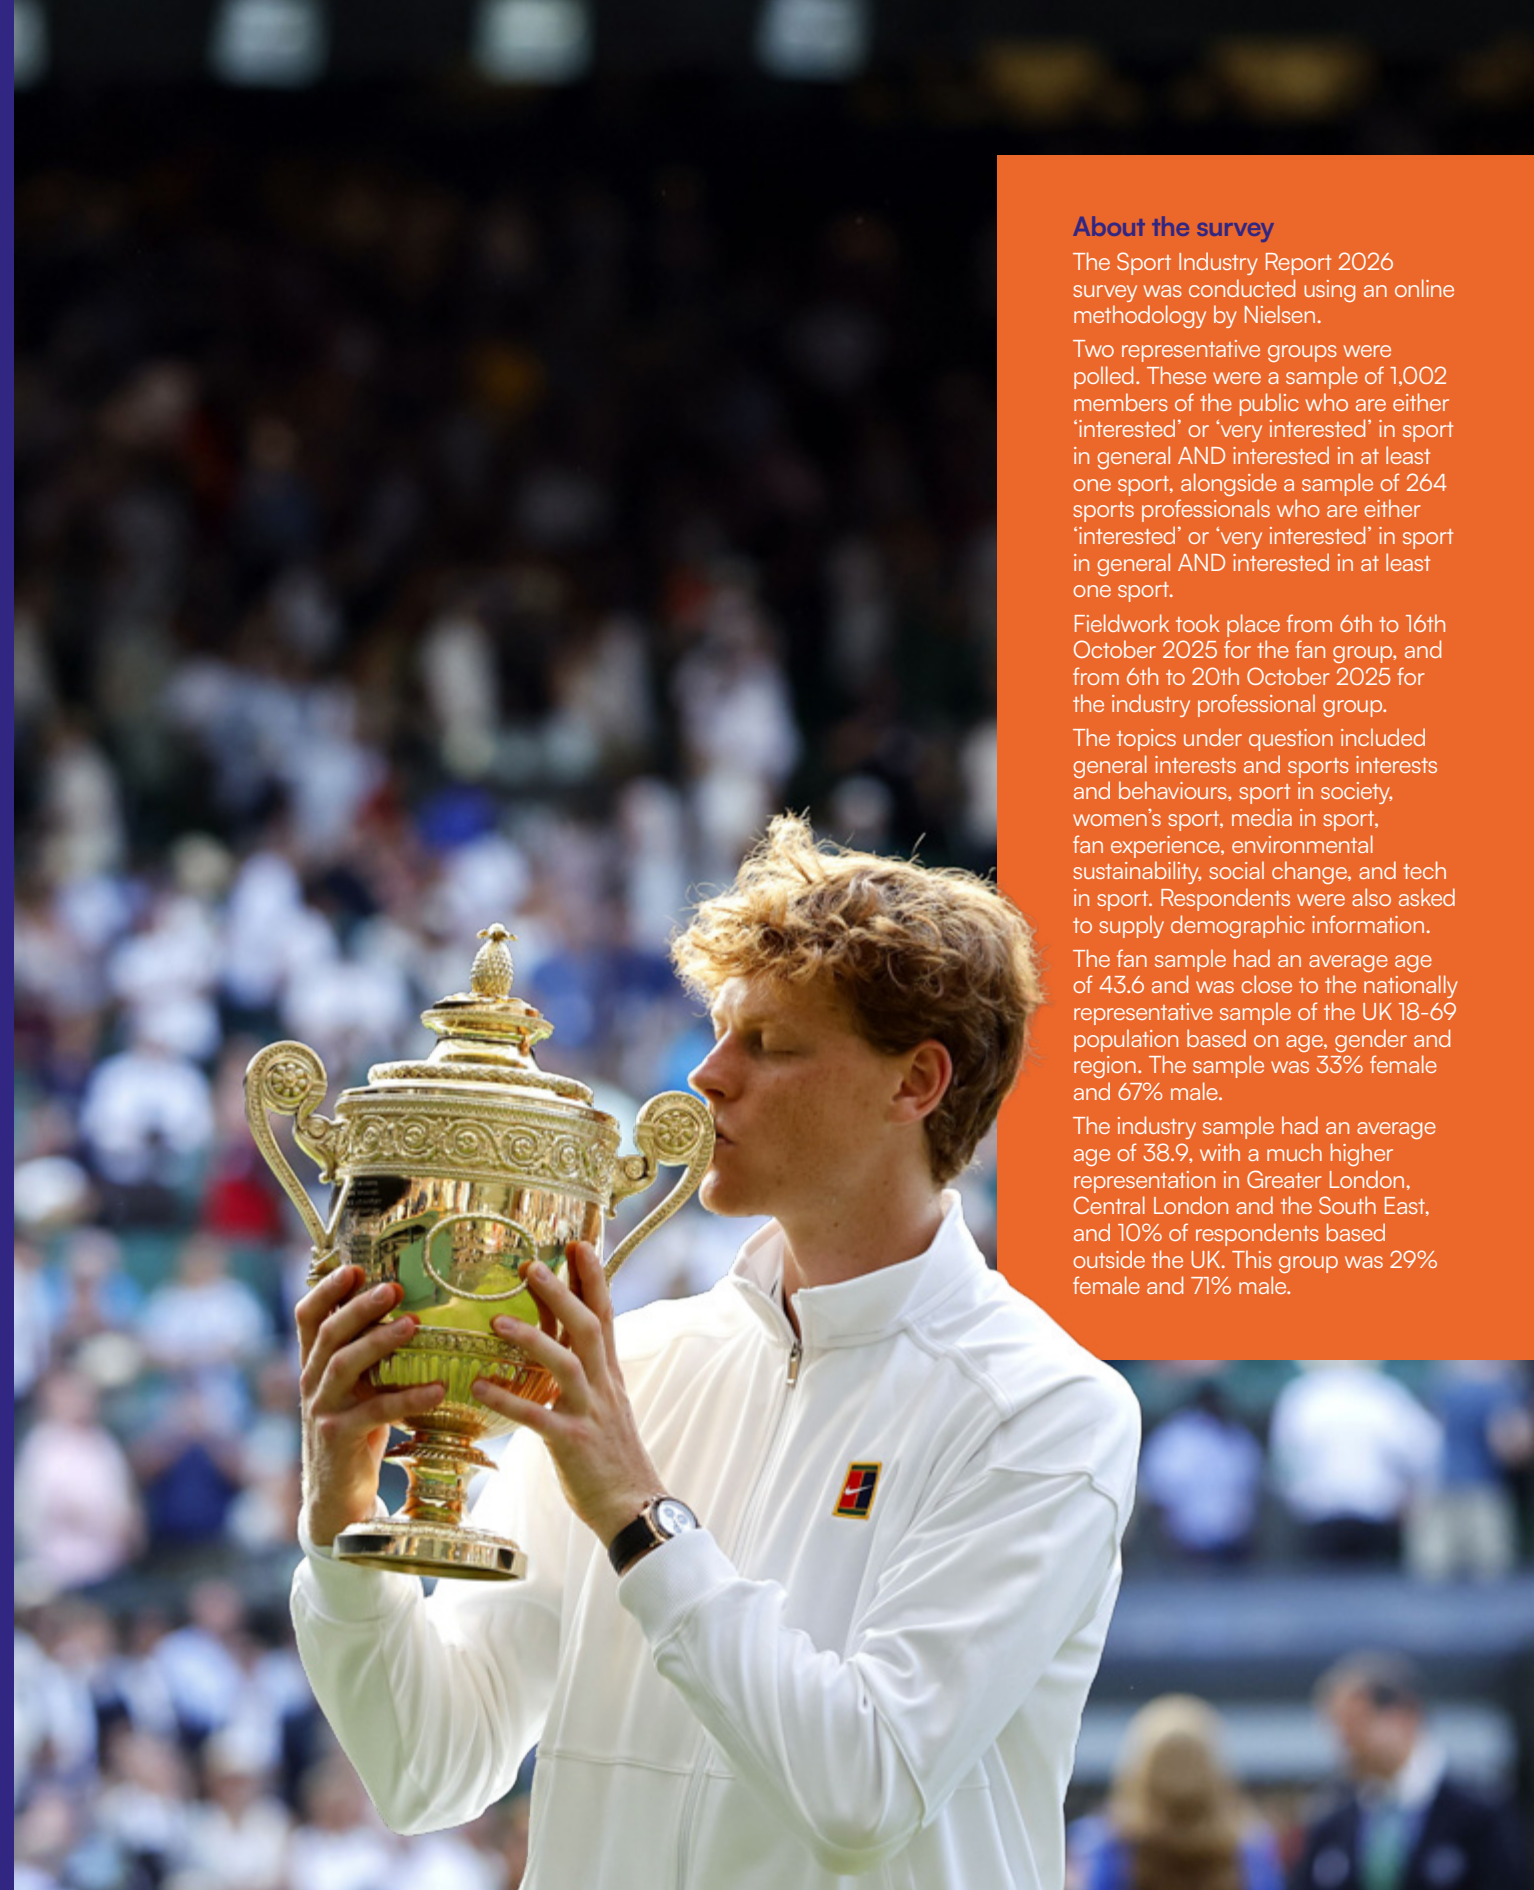 About the survey
The Sport Industry Report 2026
survey was conducted using an online
methodology by Nielsen.
Two representative groups were
polled. These were a sample of 1,002
members of the public who are either
‘interested’ or ‘very interested’ in sport
in general AND interested in at least
one sport, alongside a sample of 264
sports professionals who are either
‘interested’ or ‘very interested’ in sport
in general AND interested in at least
one sport.
Fieldwork took place from 6th to 16th
October 2025 for the fan group, and
from 6th to 20th October 2025 for
the industry professional group.
The topics under question included
general interests and sports interests
and behaviours, sport in society,
women’s sport, media in sport,
fan experience, environmental
sustainability, social change, and tech
in sport. Respondents were also asked
to supply demographic information.
The fan sample had an average age
of 43.6 and was close to the nationally
representative sample of the UK 18-69
population based on age, gender and
region. The sample was 33% female
and 67% male.
The industry sample had an average
age of 38.9, with a much higher
representation in Greater London,
Central London and the South East,
and 10% of respondents based
outside the UK. This group was 29%
female and 71% male.